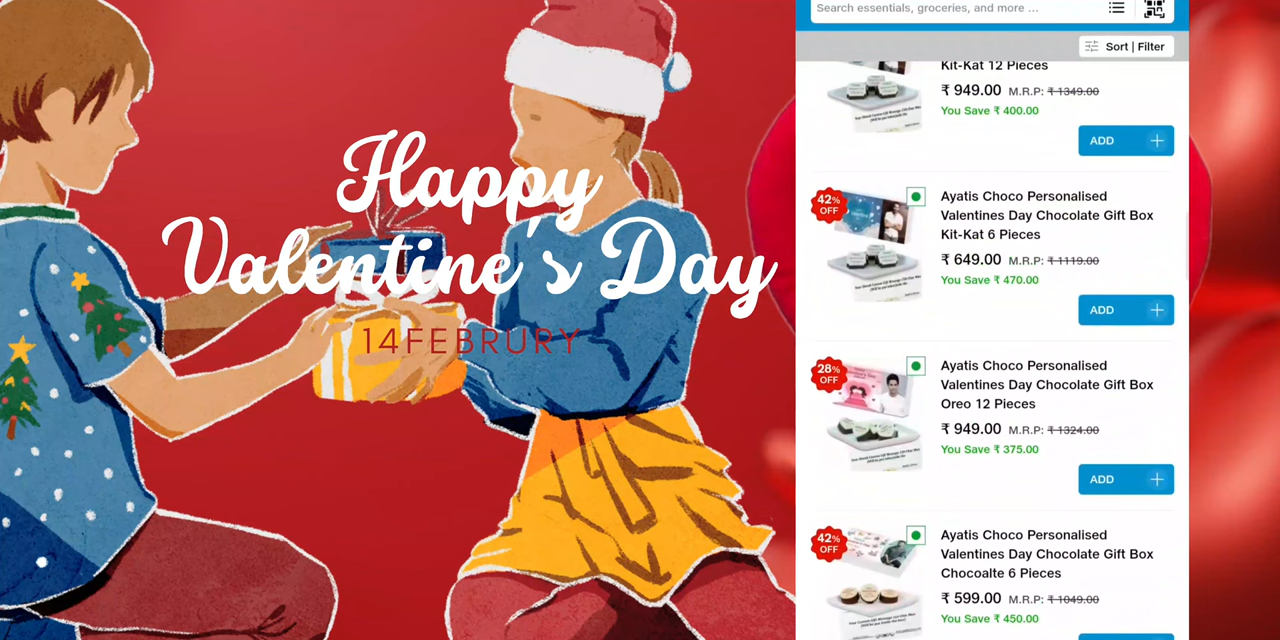 Happy
Valentine's Day
14FEBRURY
Search essentials, groceries, and more ...
Sort | Filter
Kit-Kat 12 Pieces
₹ 949.00 M.R.P: ₹ 1349.00
You Save ₹ 400.00
ADD
42%
OFF
Ayatis Choco Personalised
Valentines Day Chocolate Gift Box
Kit-Kat 6 Pieces
₹ 649.00 M.R.P: ₹ 1119.00
You Save ₹ 470.00
ADD
28%
OFF
Ayatis Choco Personalised
Valentines Day Chocolate Gift Box
Oreo 12 Pieces
₹ 949.00 M.R.P: ₹ 1324.00
You Save ₹ 375.00
ADD
42%
OFF
Ayatis Choco Personalised
Valentines Day Chocolate Gift Box
Chocoalte 6 Pieces
₹ 599.00 M.R.P: ₹ 1049.00
You Save ₹ 450.00